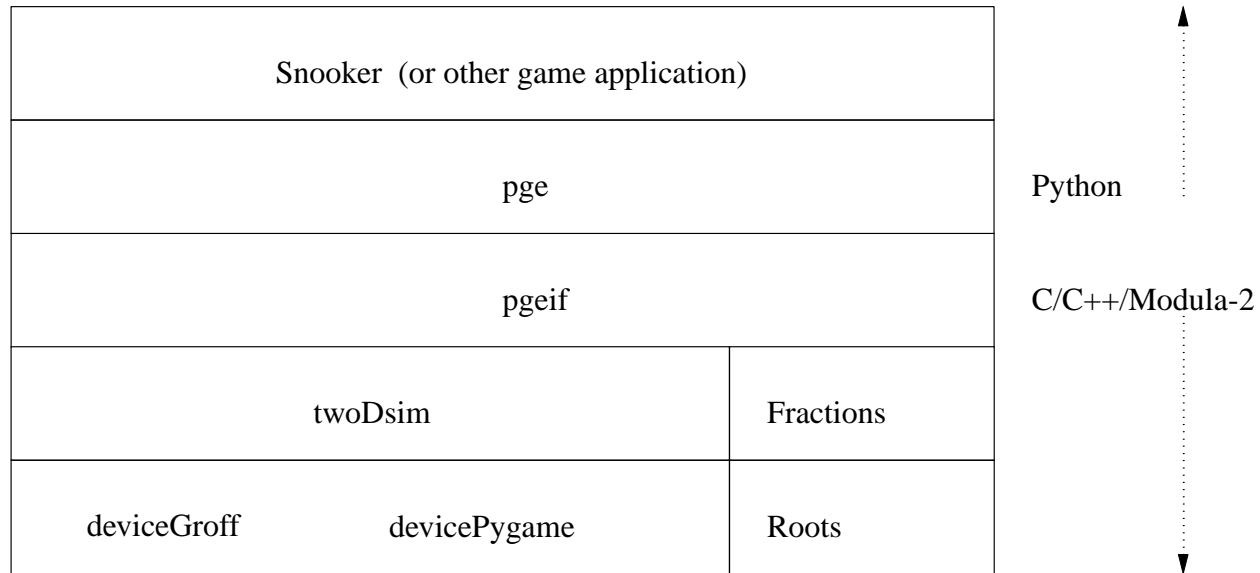 Snooker (or other game application)
pge
Python
pgeif
C/C++/Modula-2
twoDsim
Fractions
deviceGroff
devicePygame
Roots